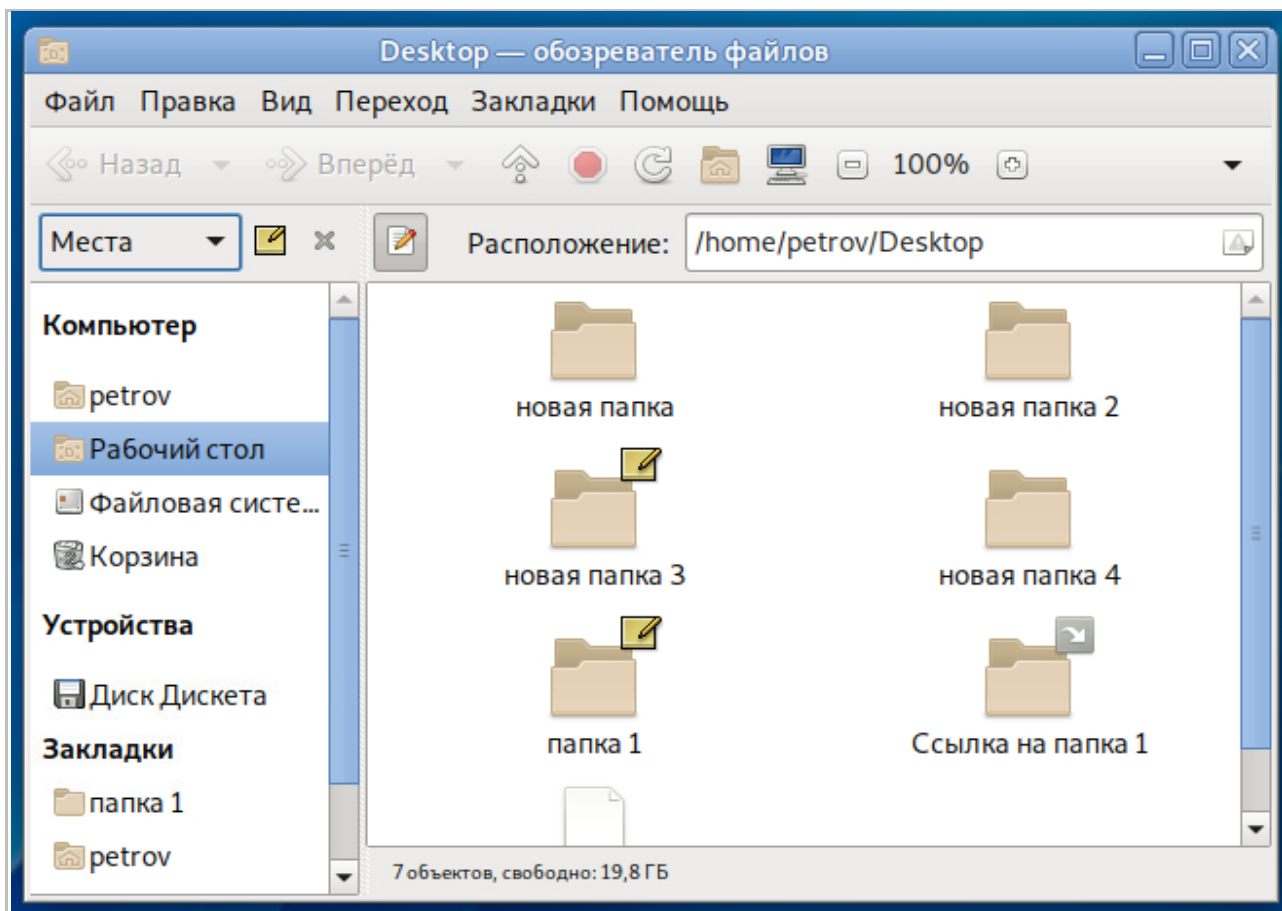 Desktop — обозреватель файлов
Файл Правка Вид Переход Закладки Помощь
Назад Вперёд 100%
Места Расположение: /home/petrov/Desktop
Компьютер
petrov
Рабочий стол
Файловая систе...
Корзина
Устройства
Диск Дискета
Закладки
папка 1
petrov
новая папка новая папка 2
новая папка 3 новая папка 4
папка 1 Ссылка на папка 1
7 объектов, свободно: 19,8 ГБ